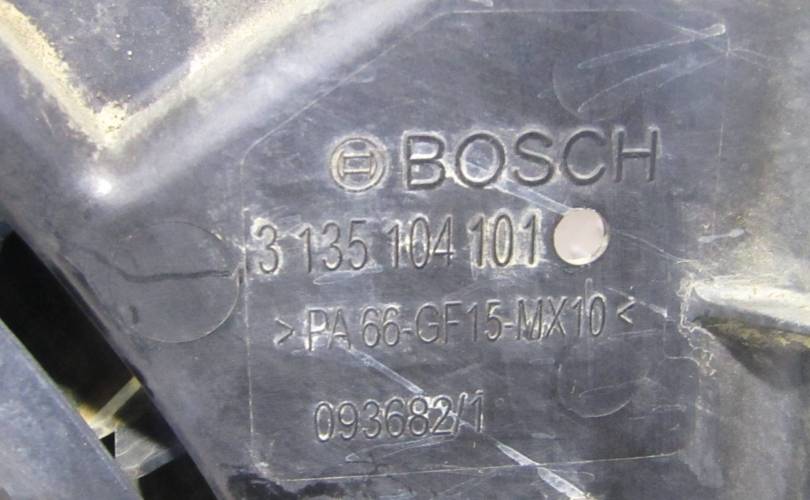 BOSCH
3 135 104 101
>PA 66-GF15-MX10<
093682/1